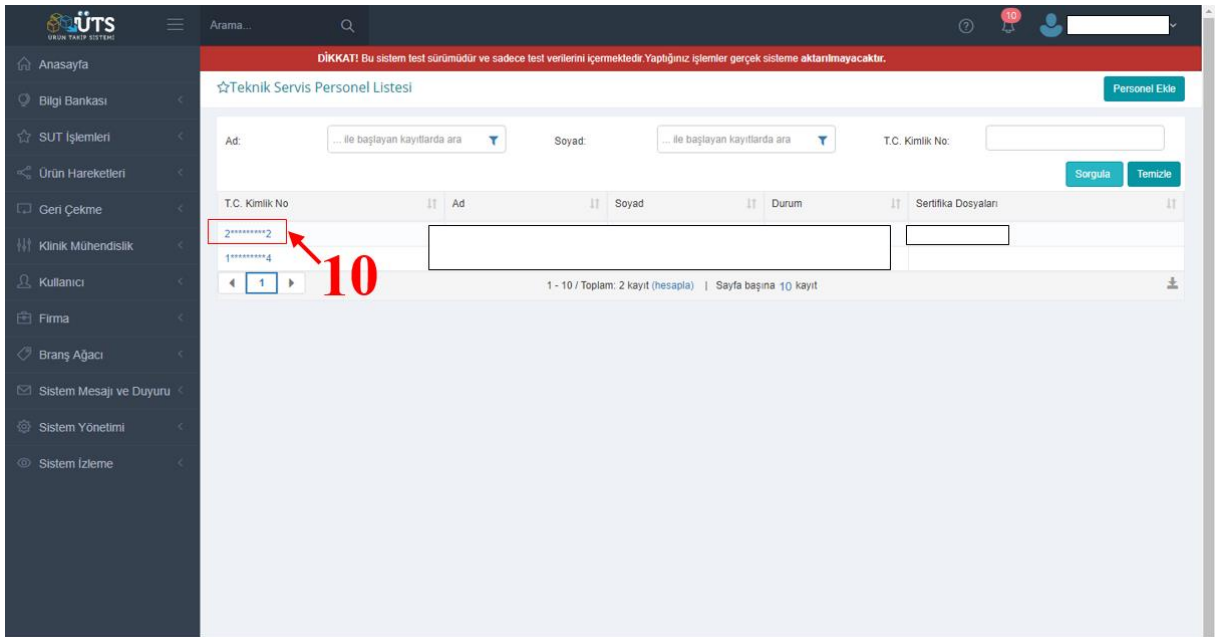 ÜTS
ÜRÜN TAKİP SİSTEMİ
Arama...
10
DİKKAT! Bu sistem test sürümüdür ve sadece test verilerini içermektedir.Yaptığınız işlemler gerçek sisteme aktarılmayacaktır.
Anasayfa
Bilgi Bankası
SUT İşlemleri
Ürün Hareketleri
Geri Çekme
Klinik Mühendislik
Kullanıcı
Firma
Branş Ağacı
Sistem Mesajı ve Duyuru
Sistem Yönetimi
Sistem İzleme
Teknik Servis Personel Listesi
Personel Ekle
Ad: ... ile başlayan kayıtlarda ara Soyad: ... ile başlayan kayıtlarda ara T.C. Kimlik No:
Sorgula Temizle
T.C. Kimlik No Ad Soyad Durum Sertifika Dosyaları
2*********2
1*********4
10
1 1 - 10 / Toplam: 2 kayıt (hesapla) | Sayfa başına 10 kayıt